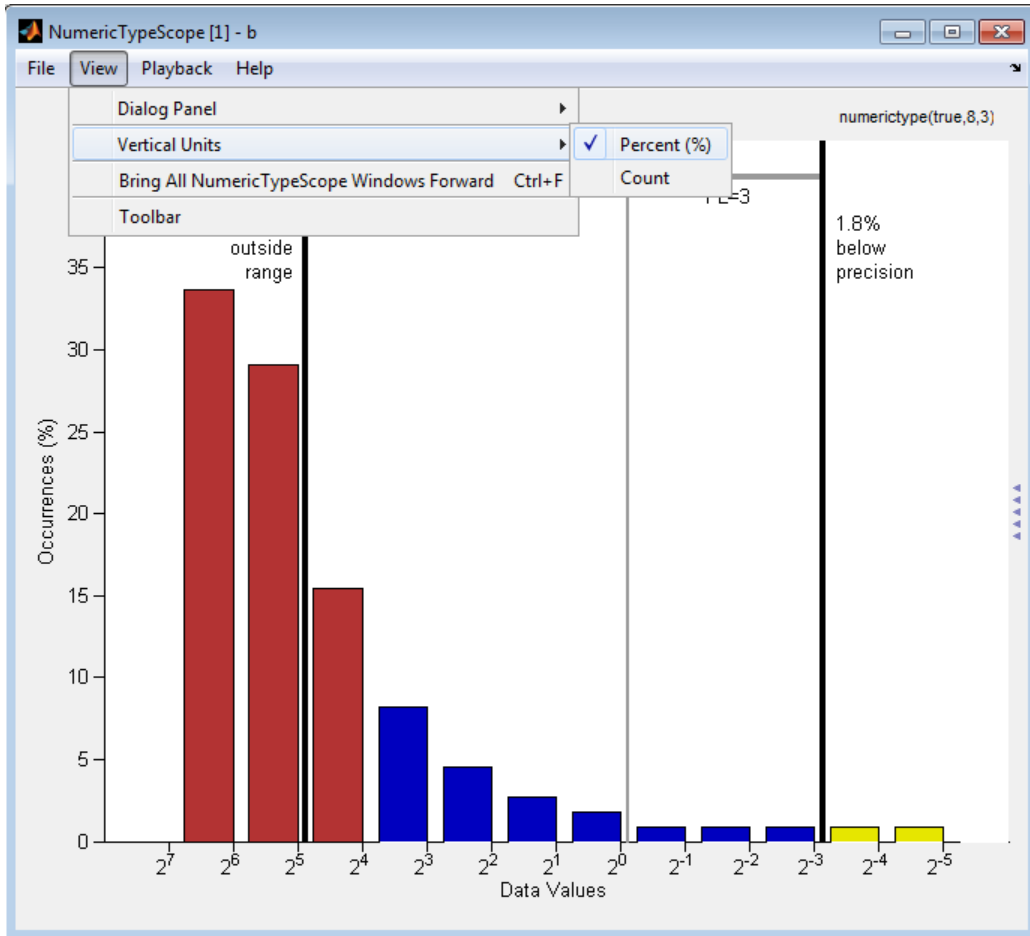 NumericTypeScope [1] - b
File View Playback Help
Dialog Panel
numerictype(true,8,3)
Vertical Units
Percent (%)
Bring All NumericTypeScope Windows Forward Ctrl+F
Count
Toolbar
outside
range
1.8%
below
precision
35
30
25
20
15
10
5
0
Occurrences (%)
2^7 2^6 2^5 2^4 2^3 2^2 2^1 2^0 2^-1 2^-2 2^-3 2^-4 2^-5
Data Values